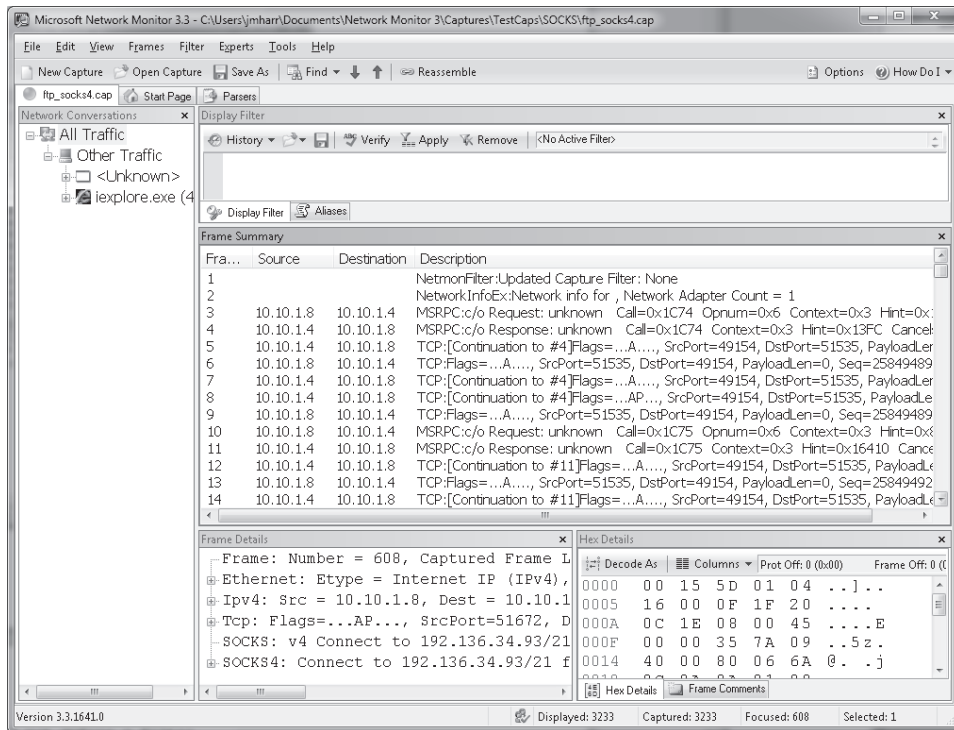 Microsoft Network Monitor 3.3 - C:\Users\jmharr\Documents\Network Monitor 3\Captures\TestCaps\SOCKS\ftp_socks4.cap
File Edit View Frames Filter Experts Tools Help
New Capture Open Capture Save As Find Reassemble Options How Do I
ftp_socks4.cap Start Page Parsers
Network Conversations
All Traffic
Other Traffic
<Unknown>
iexplore.exe (4
Display Filter
History Verify Apply Remove <No Active Filter>
Display Filter Aliases
Frame Summary
Fra... Source Destination Description
1 NetmonFilter:Updated Capture Filter: None
2 NetworkInfoEx:Network info for , Network Adapter Count = 1
3 10.10.1.8 10.10.1.4 MSRPC:c/o Request: unknown Call=0x1C74 Opnum=0x6 Context=0x3 Hint=0x
4 10.10.1.4 10.10.1.8 MSRPC:c/o Response: unknown Call=0x1C74 Context=0x3 Hint=0x13FC Cancel
5 10.10.1.4 10.10.1.8 TCP:[Continuation to #4]Flags=...A...., SrcPort=49154, DstPort=51535, PayloadLer
6 10.10.1.8 10.10.1.4 TCP:Flags=...A...., SrcPort=51535, DstPort=49154, PayloadLen=0, Seq=25849489
7 10.10.1.4 10.10.1.8 TCP:[Continuation to #4]Flags=...A...., SrcPort=49154, DstPort=51535, PayloadLer
8 10.10.1.4 10.10.1.8 TCP:[Continuation to #4]Flags=...AP..., SrcPort=49154, DstPort=51535, PayloadLe
9 10.10.1.8 10.10.1.4 TCP:Flags=...A...., SrcPort=51535, DstPort=49154, PayloadLen=0, Seq=25849489
10 10.10.1.8 10.10.1.4 MSRPC:c/o Request: unknown Call=0x1C75 Opnum=0x6 Context=0x3 Hint=0x
11 10.10.1.4 10.10.1.8 MSRPC:c/o Response: unknown Call=0x1C75 Context=0x3 Hint=0x16410 Cance
12 10.10.1.4 10.10.1.8 TCP:[Continuation to #11]Flags=...A...., SrcPort=49154, DstPort=51535, PayloadLe
13 10.10.1.8 10.10.1.4 TCP:Flags=...A...., SrcPort=51535, DstPort=49154, PayloadLen=0, Seq=25849492
14 10.10.1.4 10.10.1.8 TCP:[Continuation to #11]Flags=...A...., SrcPort=49154, DstPort=51535, PayloadLe
Frame Details
Frame: Number = 608, Captured Frame L
Ethernet: Etype = Internet IP (IPv4),
Ipv4: Src = 10.10.1.8, Dest = 10.10.1
Tcp: Flags=...AP..., SrcPort=51672, D
SOCKS: v4 Connect to 192.136.34.93/21
SOCKS4: Connect to 192.136.34.93/21 f
Hex Details
Decode As Columns Prot Off: 0 (0x00) Frame Off: 0 (0
0000 00 15 5D 01 04 ..]..
0005 16 00 0F 1F 20 ....
000A 0C 1E 08 00 45 ....E
000F 00 00 35 7A 09 ..5z.
0014 40 00 80 06 6A @. .j
Hex Details Frame Comments
Version 3.3.1641.0 Displayed: 3233 Captured: 3233 Focused: 608 Selected: 1